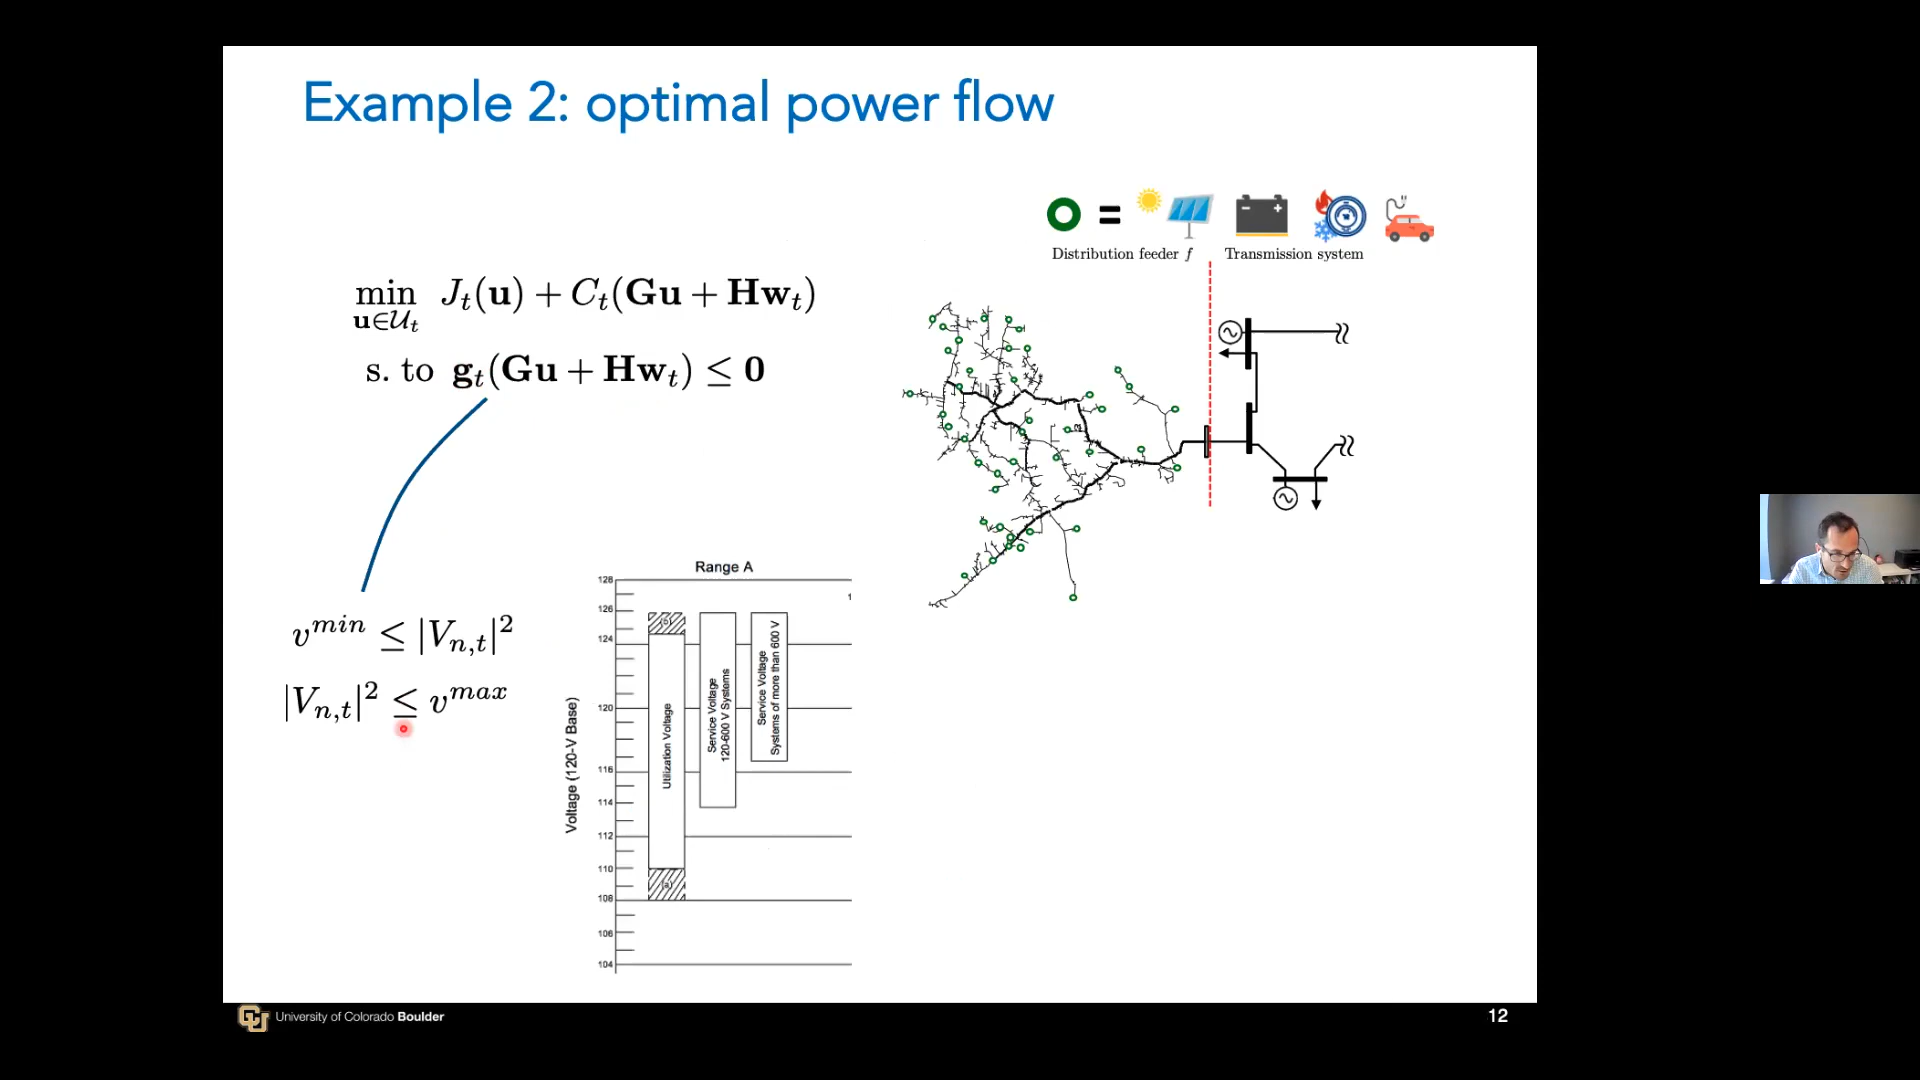 Example 2: optimal power flow
Distribution feeder f
Transmission system
min J_t(u) + C_t(Gu + Hw_t)
u∈𝒰_t
s. to g_t(Gu + Hw_t) ≤ 0
v^{min} ≤ |V_{n,t}|^2
|V_{n,t}|^2 ≤ v^{max}
Range A
Voltage (120-V Base)
128
126
124
120
116
114
112
110
108
106
104
1
(b)
Utilization Voltage
(a)
Service Voltage
120-600 V Systems
Service Voltage
Systems of more than 600 V
University of Colorado Boulder
12